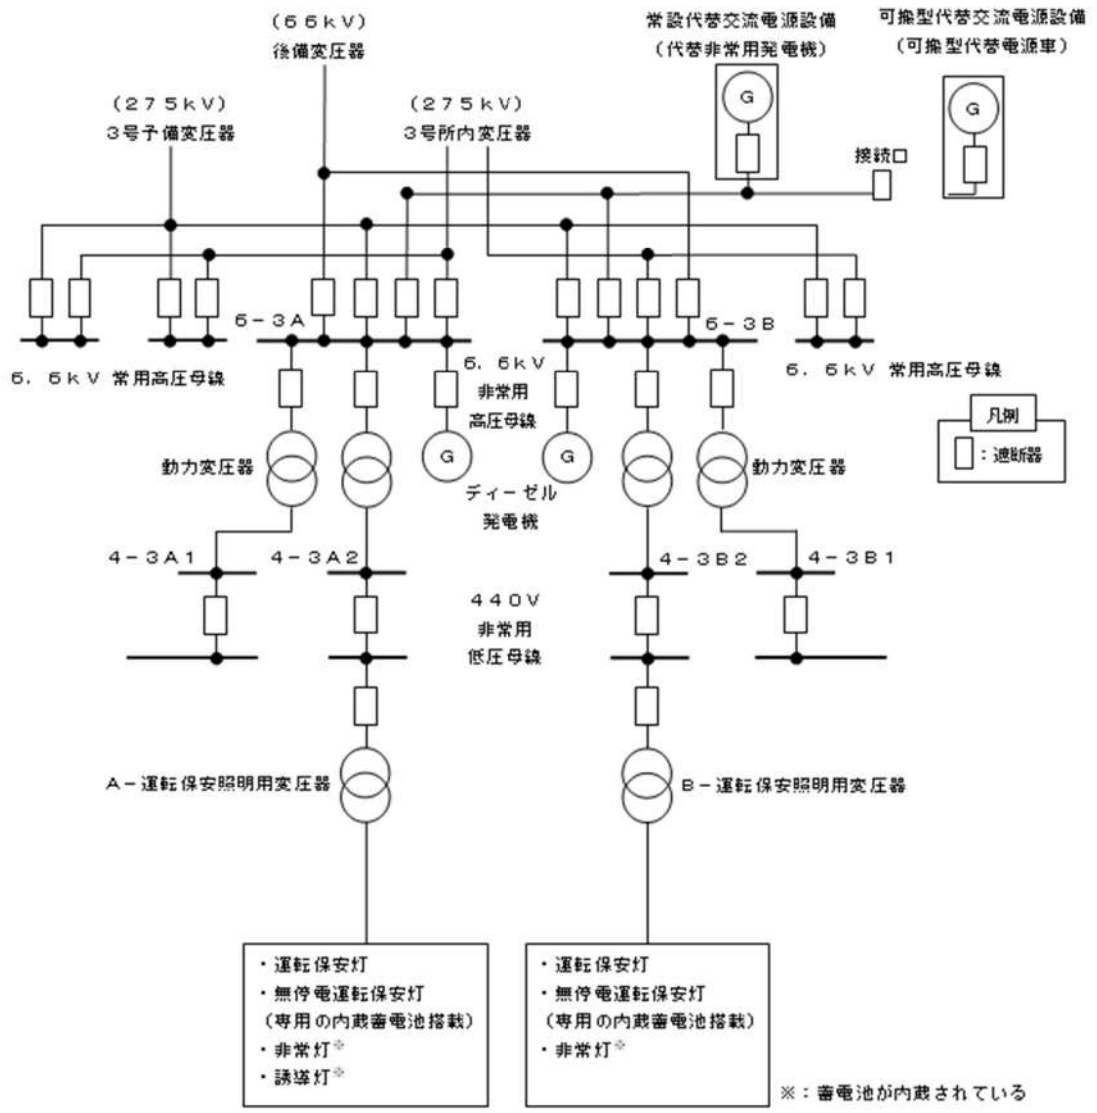 (66kV)
後備変圧器
常設代替交流電源設備
(代替非常用発電機)
可搬型代替交流電源設備
(可搬型代替電源車)
(275kV)
3号予備変圧器
(275kV)
3号所内変圧器
G
G
接続口
6-3A
6-3B
6.6kV 常用高圧母線
6.6kV
非常用
高圧母線
6.6kV 常用高圧母線
凡例
:遮断器
動力変圧器
G
G
動力変圧器
ディーゼル
発電機
4-3A1
4-3A2
4-3B2
4-3B1
440V
非常用
低圧母線
A-運転保安照明用変圧器
B-運転保安照明用変圧器
・運転保安灯
・無停電運転保安灯
(専用の内蔵蓄電池搭載)
・非常灯※
・誘導灯※
・運転保安灯
・無停電運転保安灯
(専用の内蔵蓄電池搭載)
・非常灯※
※:蓄電池が内蔵されている